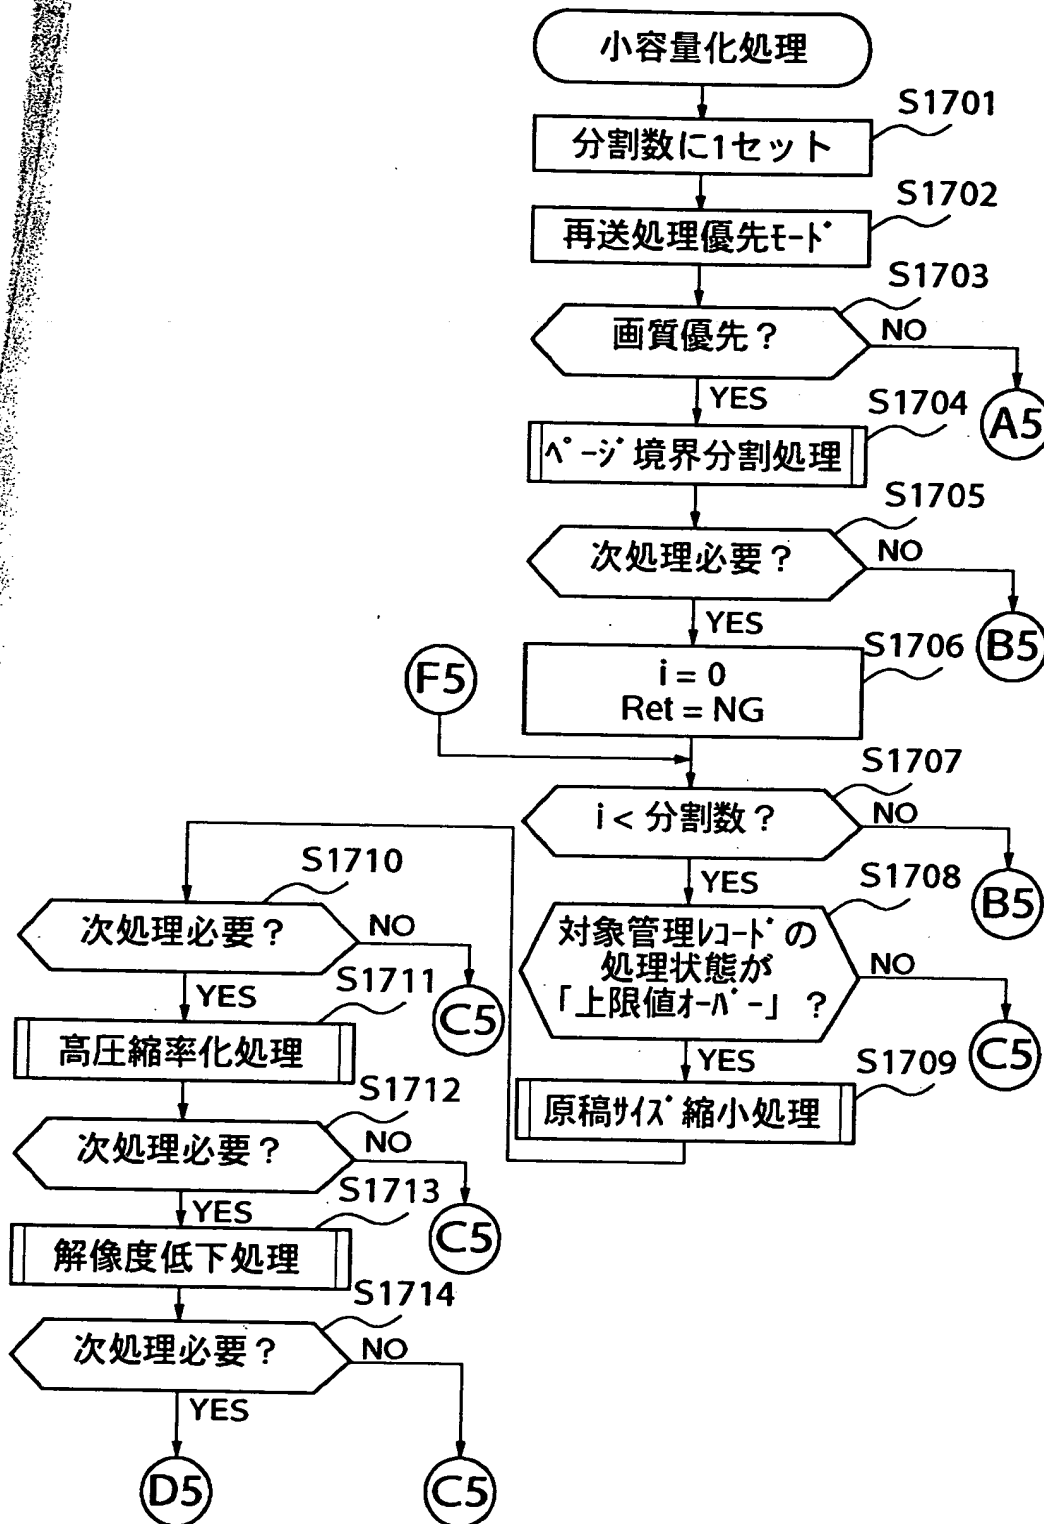 小容量化処理
S1701
分割数に1セット
S1702
再送処理優先ﾓｰﾄﾞ
S1703
画質優先？
NO
A5
YES
S1704
ﾍﾟｰｼﾞ境界分割処理
S1705
次処理必要？
NO
B5
YES
S1706
i = 0
Ret = NG
F5
S1707
i < 分割数？
NO
B5
YES
S1708
対象管理ﾚｺｰﾄﾞの
処理状態が
「上限値ｵｰﾊﾞｰ」？
NO
C5
YES
S1709
原稿ｻｲｽﾞ縮小処理
S1710
次処理必要？
NO
C5
YES
S1711
高圧縮率化処理
S1712
次処理必要？
NO
C5
YES
S1713
解像度低下処理
S1714
次処理必要？
NO
C5
YES
D5